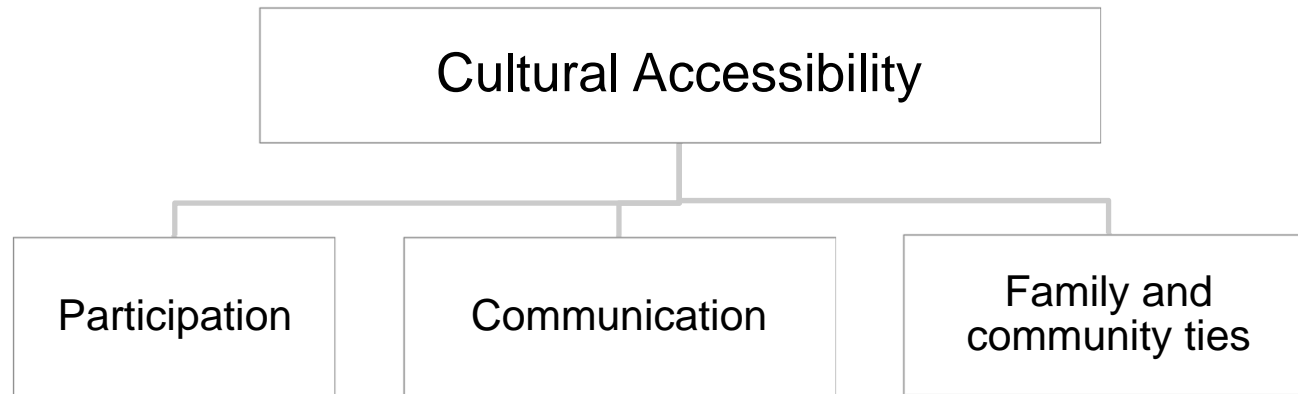 Cultural Accessibility
Participation
Communication
Family and
community ties